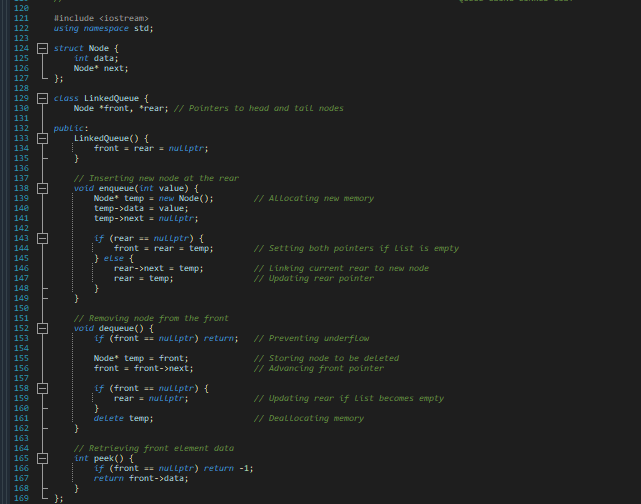 120
121 #include <iostream>
122 using namespace std;
123
124 struct Node {
125 int data;
126 Node* next;
127 };
128
129 class LinkedQueue {
130 Node *front, *rear; // Pointers to head and tail nodes
131
132 public:
133 LinkedQueue() {
134 front = rear = nullptr;
135 }
136
137 // Inserting new node at the rear
138 void enqueue(int value) {
139 Node* temp = new Node(); // Allocating new memory
140 temp->data = value;
141 temp->next = nullptr;
142
143 if (rear == nullptr) {
144 front = rear = temp; // Setting both pointers if list is empty
145 } else {
146 rear->next = temp; // Linking current rear to new node
147 rear = temp; // Updating rear pointer
148 }
149 }
150
151 // Removing node from the front
152 void dequeue() {
153 if (front == nullptr) return; // Preventing underflow
154
155 Node* temp = front; // Storing node to be deleted
156 front = front->next; // Advancing front pointer
157
158 if (front == nullptr) {
159 rear = nullptr; // Updating rear if list becomes empty
160 }
161 delete temp; // Deallocating memory
162 }
163
164 // Retrieving front element data
165 int peek() {
166 if (front == nullptr) return -1;
167 return front->data;
168 }
169 };